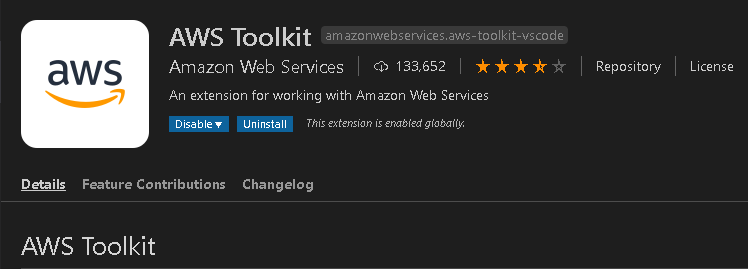 aws
AWS Toolkit amazonwebservices.aws-toolkit-vscode
Amazon Web Services 133,652 Repository License
An extension for working with Amazon Web Services
Disable Uninstall This extension is enabled globally.
Details Feature Contributions Changelog
AWS Toolkit